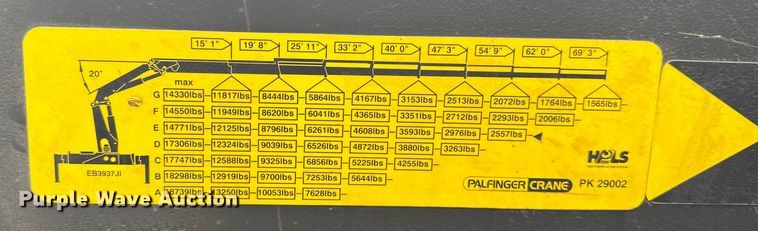 15' 1" 19' 8" 25' 11" 33' 2" 40' 0" 47' 3" 54' 9" 62' 0" 69' 3"
20°
max
G 14330lbs 11817lbs 8444lbs 5864lbs 4167lbs 3153lbs 2513lbs 2072lbs 1764lbs 1565lbs
F 14550lbs 11949lbs 8620lbs 6041lbs 4365lbs 3351lbs 2712lbs 2293lbs 2006lbs
E 14771lbs 12125lbs 8796lbs 6261lbs 4608lbs 3593lbs 2976lbs 2557lbs
D 17306lbs 12324lbs 9039lbs 6526lbs 4872lbs 3880lbs 3263lbs
C 17747lbs 12588lbs 9325lbs 6856lbs 5225lbs 4255lbs
B 18298lbs 12919lbs 9700lbs 7253lbs 5644lbs
A 18739lbs 13250lbs 10053lbs 7628lbs
EB3937JI
HPLS
PALFINGER CRANE PK 29002
Purple Wave Auction